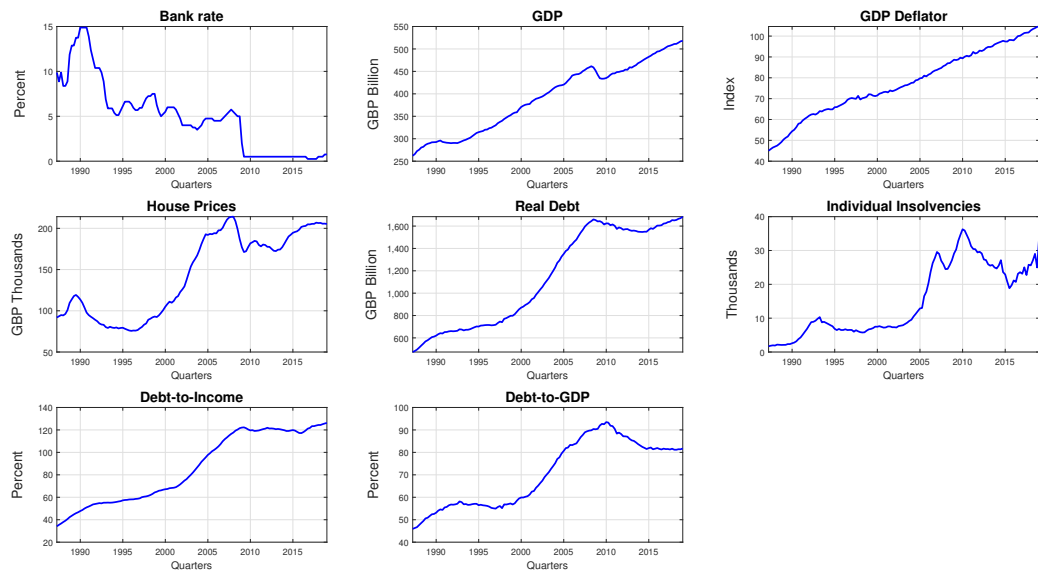 Bank rate
Percent
15
10
5
0
1990 1995 2000 2005 2010 2015
Quarters
GDP
GBP Billion
550
500
450
400
350
300
250
1990 1995 2000 2005 2010 2015
Quarters
GDP Deflator
Index
100
90
80
70
60
50
40
1990 1995 2000 2005 2010 2015
Quarters
House Prices
GBP Thousands
200
150
100
50
1990 1995 2000 2005 2010 2015
Quarters
Real Debt
GBP Billion
1,600
1,400
1,200
1,000
800
600
1990 1995 2000 2005 2010 2015
Quarters
Individual Insolvencies
Thousands
40
30
20
10
0
1990 1995 2000 2005 2010 2015
Quarters
Debt-to-Income
Percent
140
120
100
80
60
40
20
1990 1995 2000 2005 2010 2015
Quarters
Debt-to-GDP
Percent
100
90
80
70
60
50
40
1990 1995 2000 2005 2010 2015
Quarters